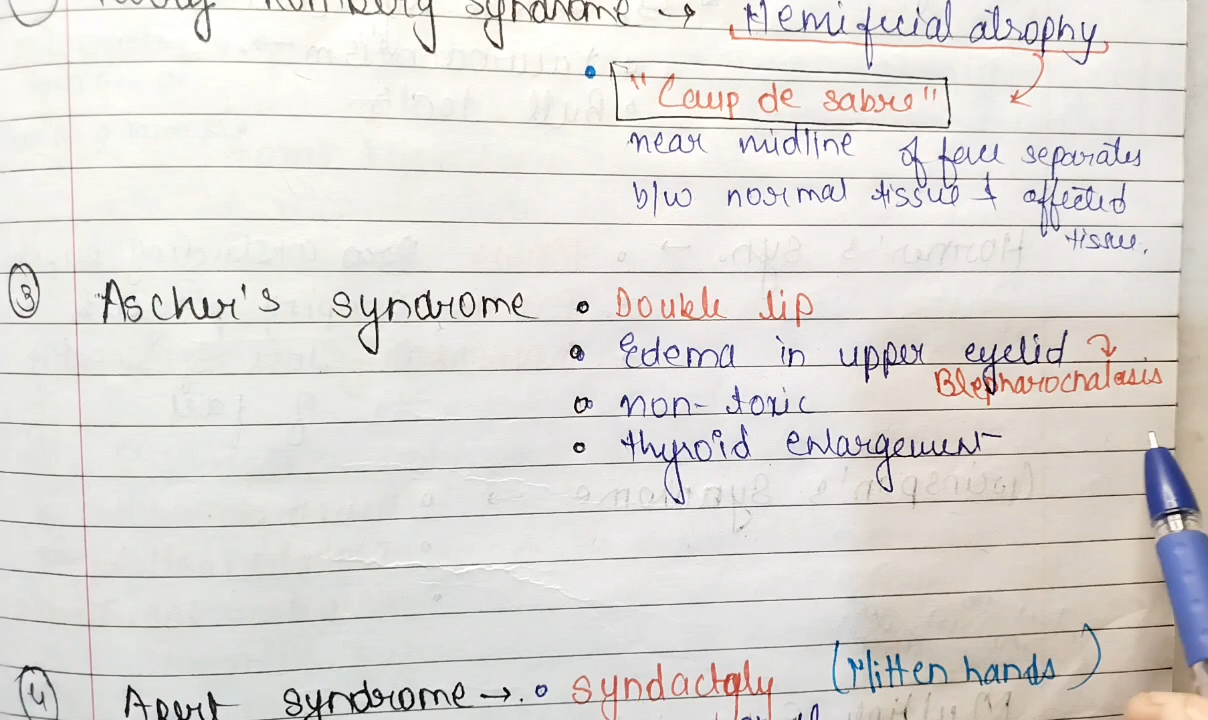 Romberg syndrome → Hemifacial atrophy
• "Coup de sabre"
near midline of face separates
b/w normal tissue & affected
tissue.
③ Ascher's syndrome • Double lip
• Edema in upper eyelid
Blepharochalasis
• non-toxic
• thyroid enlargement
④ Apert syndrome → • syndactyly (Mitten hands)